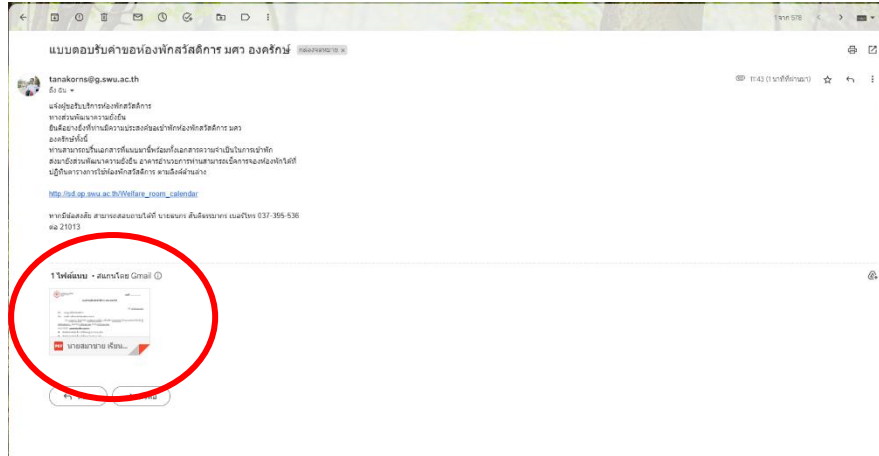 1 จาก 578
แบบตอบรับคำขอห้องพักสวัสดิการ มศว องครักษ์
tanakorns@g.swu.ac.th
11:42 (1 นาทีที่ผ่านมา)
ถึง ฉัน
แจ้งผู้ขอรับบริการห้องพักสวัสดิการ
ทางส่วนพัฒนาความยั่งยืน
ยินดีอย่างยิ่งที่ท่านมีความประสงค์ขอเข้าพักห้องพักสวัสดิการ มศว
องครักษ์ทั้งนี้
ท่านสามารถปริ้นเอกสารที่แนบมานี้พร้อมทั้งเอกสารความจำเป็นในการเข้าพัก
ส่งมายังส่วนพัฒนาความยั่งยืน อาคารอำนวยการท่านสามารถเช็คการจองห้องพักได้ที่
ปฏิทินตารางการใช้ห้องพักสวัสดิการ ตามลิงค์ด้านล่าง
http://sd.op.swu.ac.th/Welfare_room_calendar
หากมีข้อสงสัย สามารถสอบถามได้ที่ นายธนกร เบอร์โทร 037-395-536
ต่อ 21013
1 ไฟล์แนบ • สแกนโดย Gmail
PDF